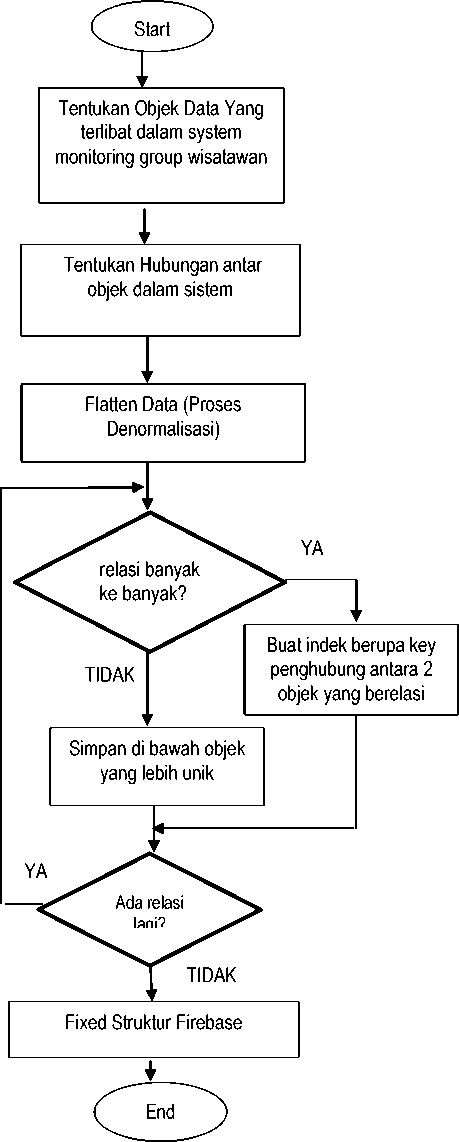 Start
Tentukan Objek Data Yang
terlibat dalam system
monitoring group wisatawan
Tentukan Hubungan antar
objek dalam sistem
Flatten Data (Proses
Denormalisasi)
relasi banyak
ke banyak?
YA
Buat indek berupa key
penghubung antara 2
objek yang berelasi
TIDAK
Simpan di bawah objek
yang lebih unik
YA
Ada relasi
lagi?
TIDAK
Fixed Struktur Firebase
End